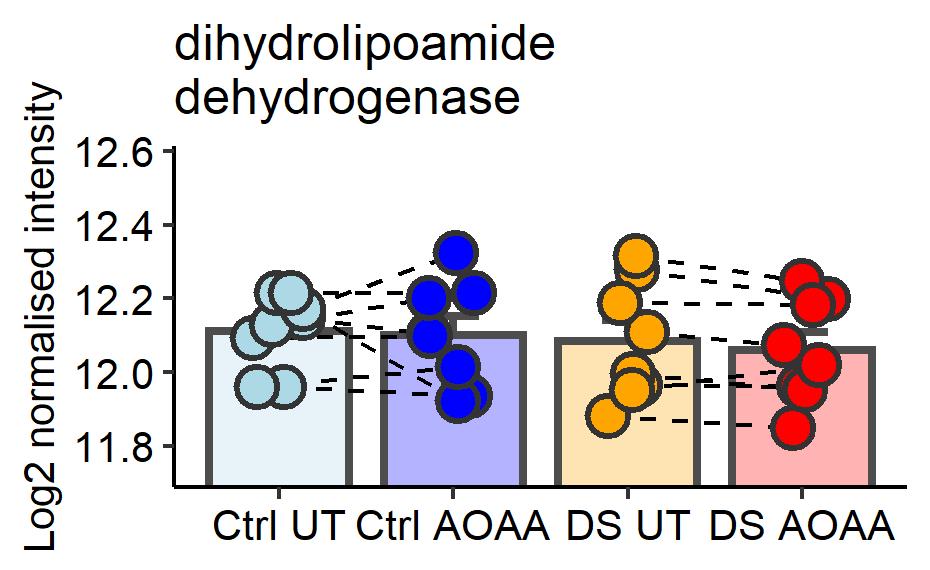 dihydrolipoamide
dehydrogenase
Log2 normalised intensity
12.6
12.4
12.2
12.0
11.8
Ctrl UT Ctrl AOAA DS UT DS AOAA